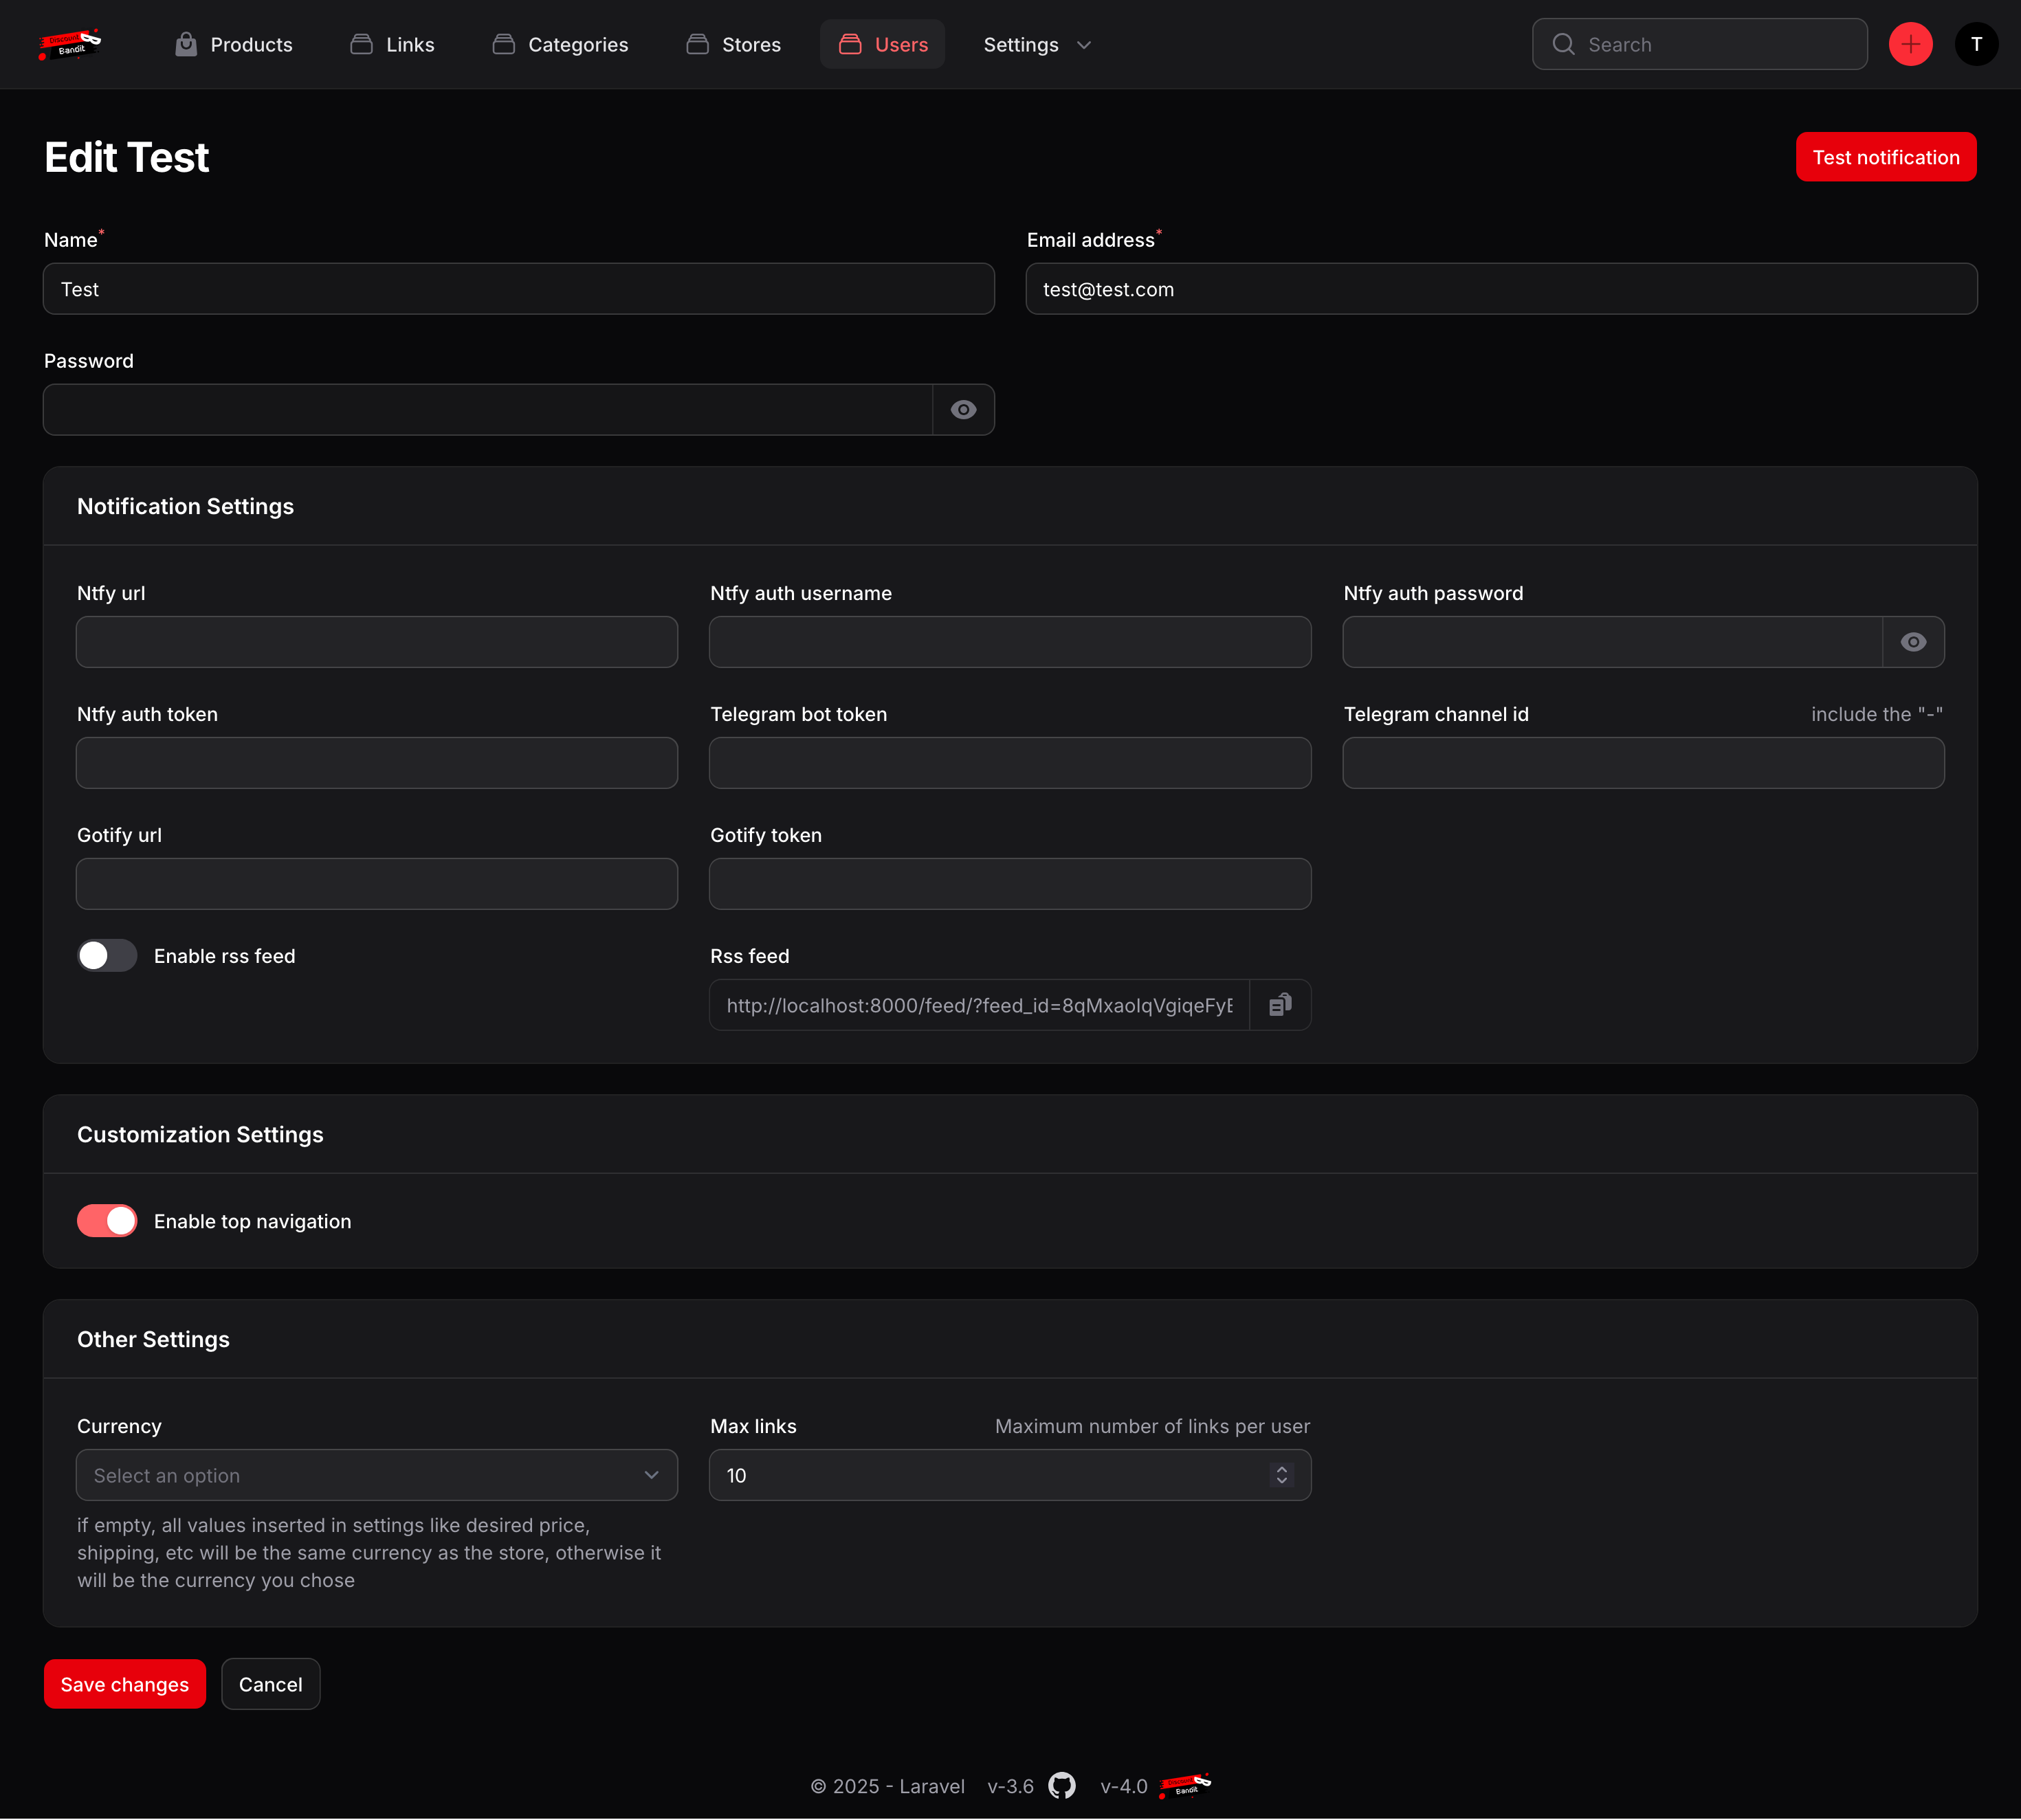 Discount
Bandit
Products
Links
Categories
Stores
Users
Settings
Search
T
Edit Test
Test notification
Name*
Email address*
Test
test@test.com
Password
Notification Settings
Ntfy url
Ntfy auth username
Ntfy auth password
Ntfy auth token
Telegram bot token
Telegram channel id
include the "-"
Gotify url
Gotify token
Enable rss feed
Rss feed
http://localhost:8000/feed/?feed_id=8qMxaoIqVgiqeFyE
Customization Settings
Enable top navigation
Other Settings
Currency
Max links
Maximum number of links per user
Select an option
10
if empty, all values inserted in settings like desired price,
shipping, etc will be the same currency as the store, otherwise it
will be the currency you chose
Save changes
Cancel
© 2025 - Laravel
v-3.6
v-4.0
Discount
Bandit